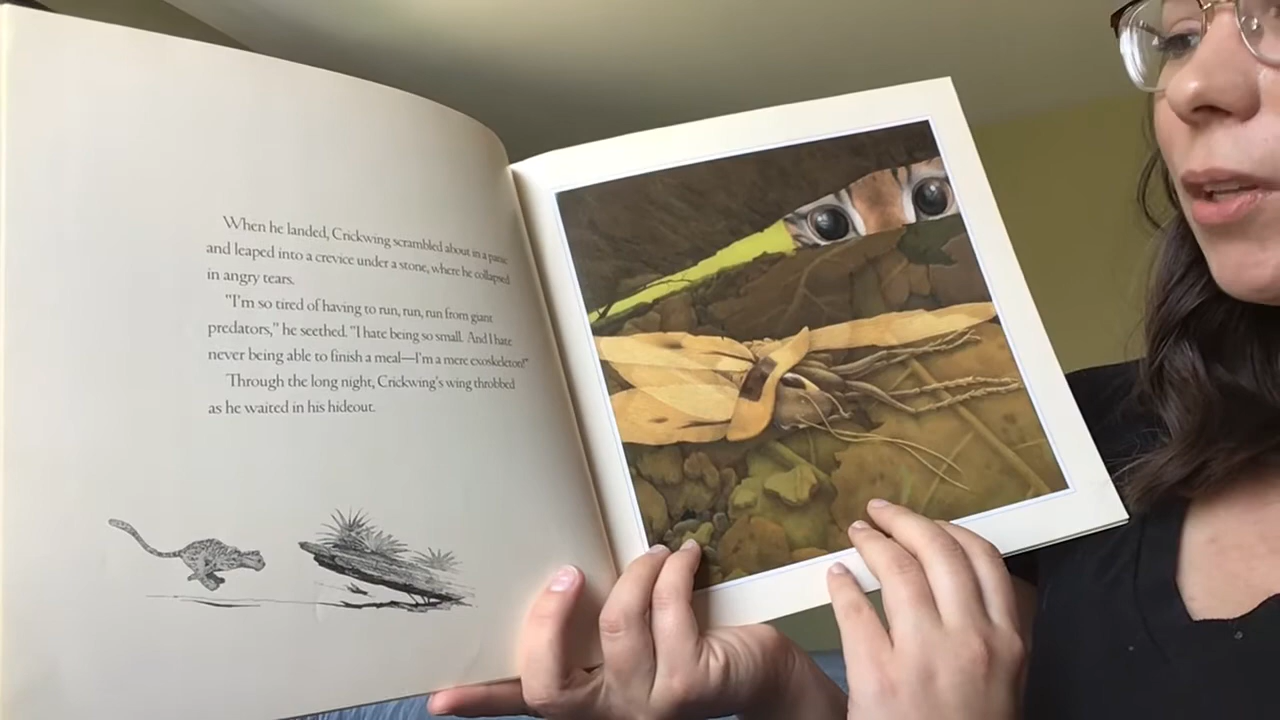 When he landed, Crickwing scrambled about in a panic
and leaped into a crevice under a stone, where he collapsed
in angry tears.
"I'm so tired of having to run, run, run from giant
predators," he seethed. "I hate being so small. And I hate
never being able to finish a meal—I'm a mere exoskeleton!"
Through the long night, Crickwing's wing throbbed
as he waited in his hideout.